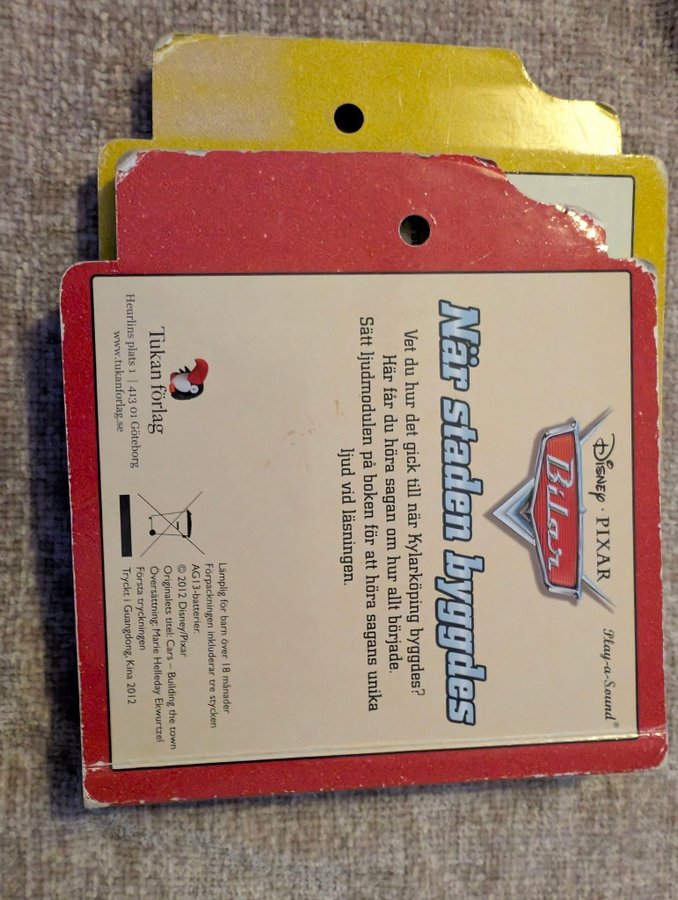 Disney · PIXAR
Play-a-Sound®
Bilar
När staden byggdes
Vet du hur det gick till när Kylarköping byggdes?
Här får du höra sagan om hur allt började.
Sätt ljudmodulen på boken för att höra sagans unika
ljud vid läsningen.
Tukan förlag
Heurlins plats 1 | 413 01 Göteborg
www.tukanforlag.se
Lämplig för barn över 18 månader
Förpackningen inkluderar tre stycken
AG13-batterier.
© 2012 Disney/Pixar
Originalets titel: Cars – Building the town
Översättning: Marie Helleday Ekwurtzel
Första tryckningen
Tryckt i Guangdong, Kina 2012